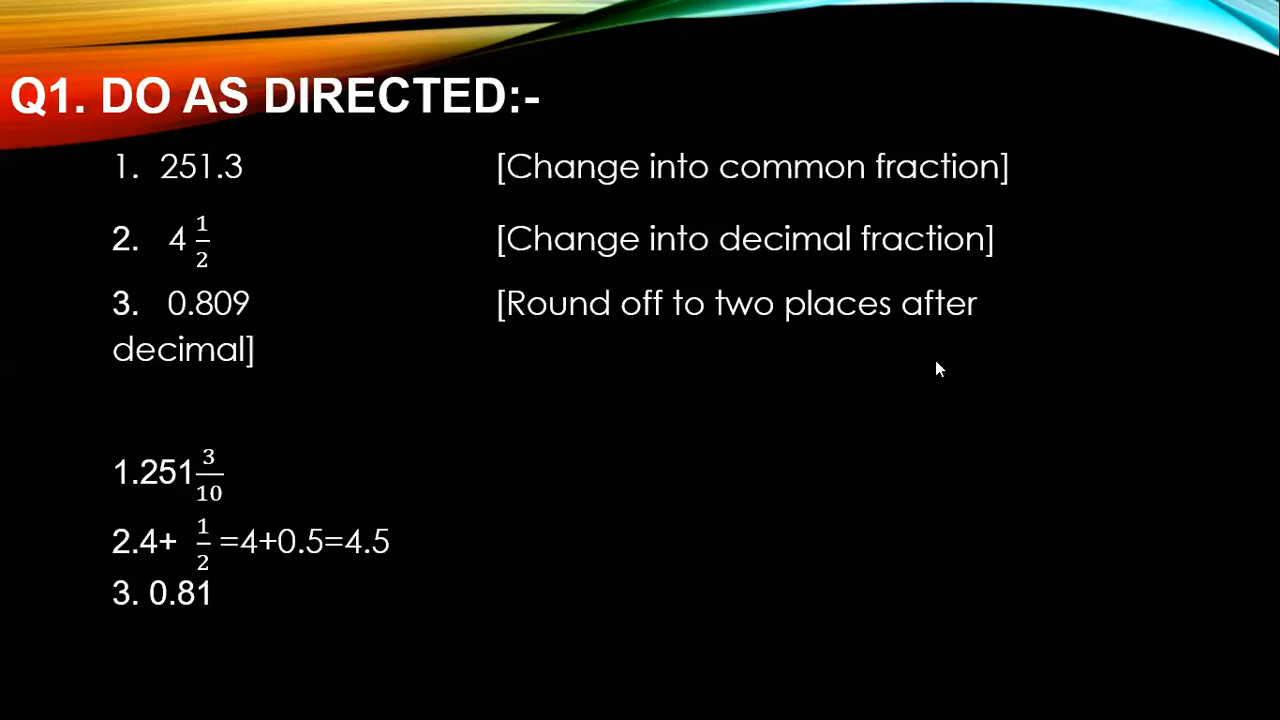 Q1. DO AS DIRECTED:-
1. 251.3 [Change into common fraction]
2. 4 1/2 [Change into decimal fraction]
3. 0.809 [Round off to two places after
decimal]
1.251 3/10
2.4+ 1/2 =4+0.5=4.5
3. 0.81